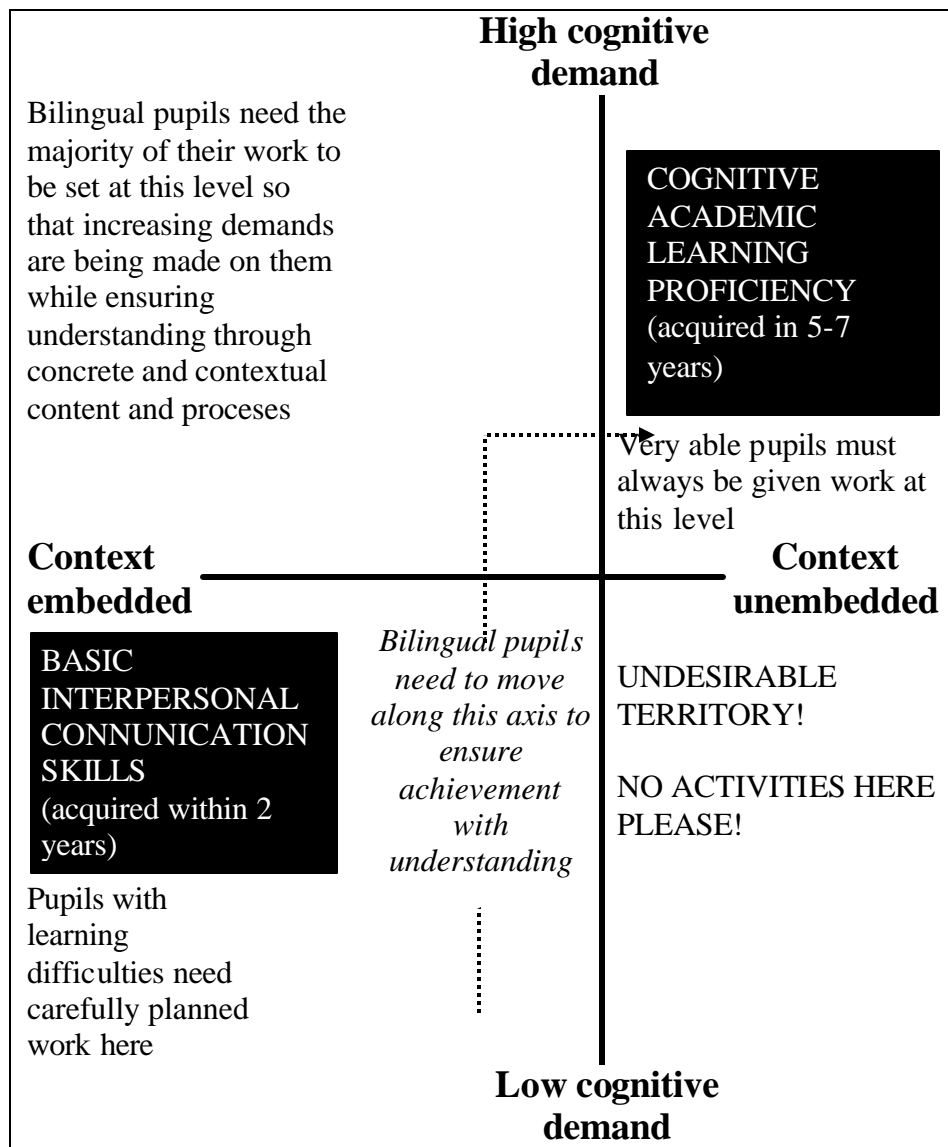 High cognitive
demand
Bilingual pupils need the
majority of their work to
be set at this level so
that increasing demands
are being made on them
while ensuring
understanding through
concrete and contextual
content and proceses
COGNITIVE
ACADEMIC
LEARNING
PROFICIENCY
(acquired in 5-7
years)
Very able pupils must
always be given work at
this level
Context
embedded
Context
unembedded
BASIC
INTERPERSONAL
CONNUNICATION
SKILLS
(acquired within 2
years)
Pupils with
learning
difficulties need
carefully planned
work here
Bilingual pupils
need to move
along this axis to
ensure
achievement
with
understanding
UNDESIRABLE
TERRITORY!
NO ACTIVITIES HERE
PLEASE!
Low cognitive
demand